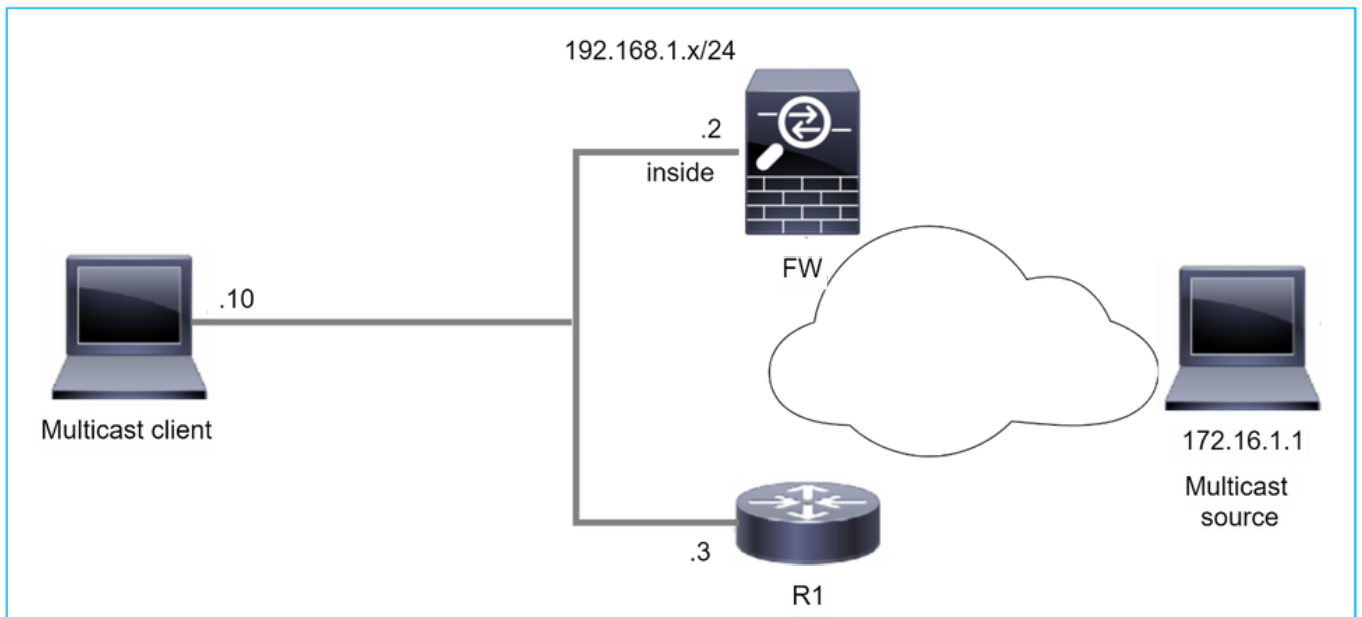 192.168.1.x/24
.2
inside
FW
.10
Multicast client
172.16.1.1
Multicast
source
.3
R1